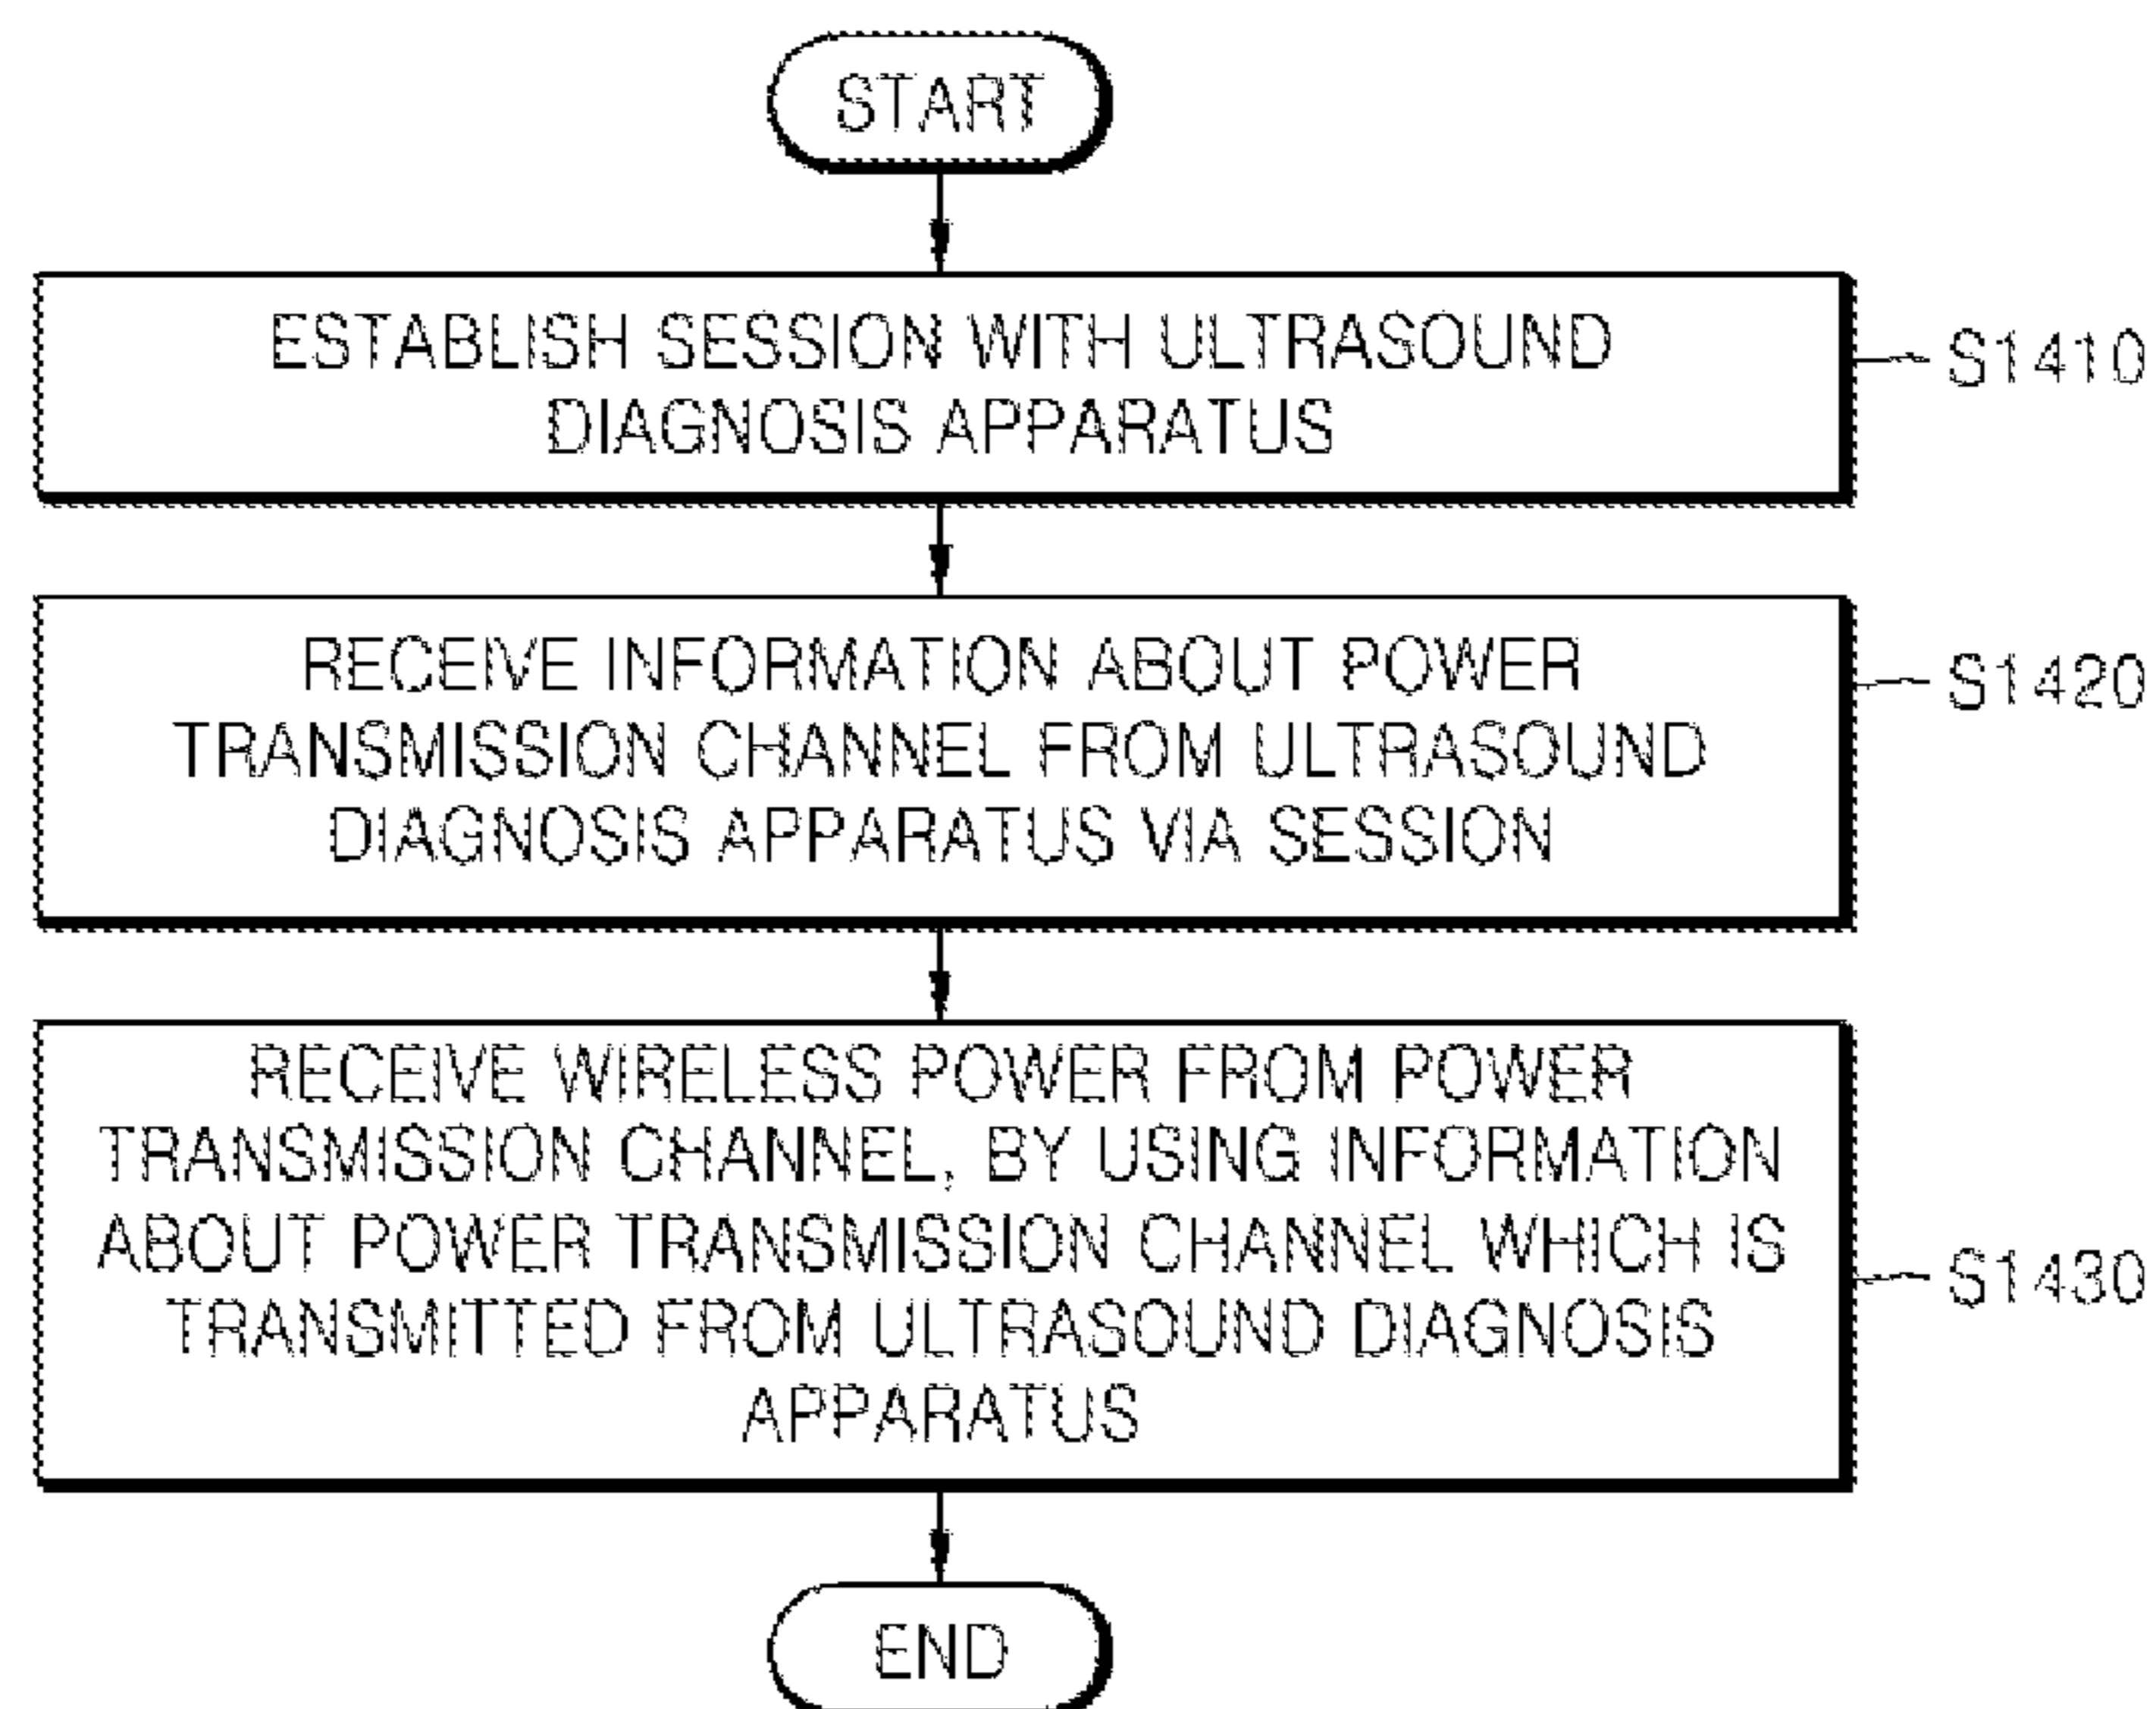 START
ESTABLISH SESSION WITH ULTRASOUND
DIAGNOSIS APPARATUS
S1410
RECEIVE INFORMATION ABOUT POWER
TRANSMISSION CHANNEL FROM ULTRASOUND
DIAGNOSIS APPARATUS VIA SESSION
S1420
RECEIVE WIRELESS POWER FROM POWER
TRANSMISSION CHANNEL, BY USING INFORMATION
ABOUT POWER TRANSMISSION CHANNEL WHICH IS
TRANSMITTED FROM ULTRASOUND DIAGNOSIS
APPARATUS
S1430
END